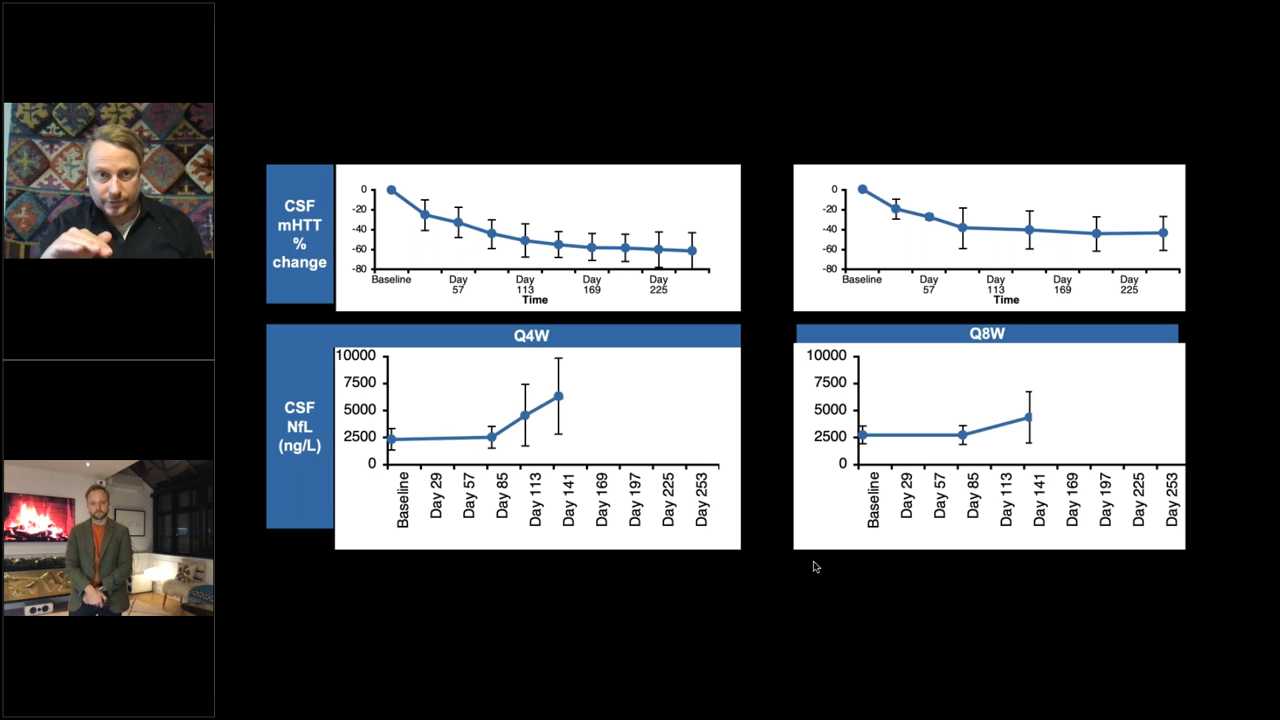 CSF
mHTT
%
change
0
-20
-40
-60
-80
Baseline
Day
57
Day
113
Day
169
Day
225
Time
0
-20
-40
-60
-80
Baseline
Day
57
Day
113
Day
169
Day
225
Time
Q4W
Q8W
CSF
NfL
(ng/L)
10000
7500
5000
2500
0
Baseline
Day 29
Day 57
Day 85
Day 113
Day 141
Day 169
Day 197
Day 225
Day 253
10000
7500
5000
2500
0
Baseline
Day 29
Day 57
Day 85
Day 113
Day 141
Day 169
Day 197
Day 225
Day 253